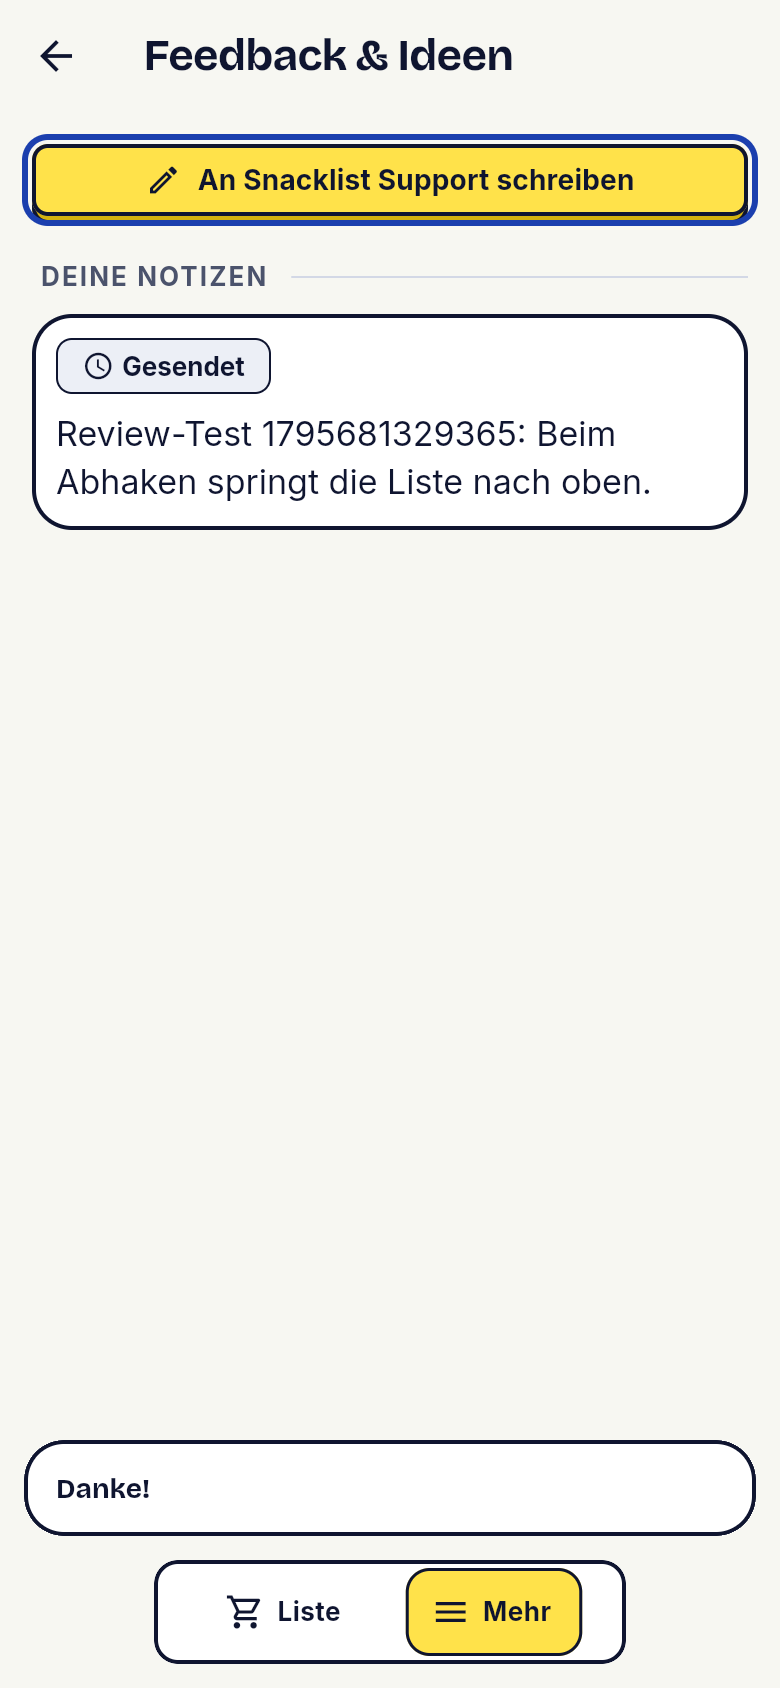 Feedback & Ideen
An Snacklist Support schreiben
DEINE NOTIZEN
Gesendet
Review-Test 1795681329365: Beim
Abhaken springt die Liste nach oben.
Danke!
Liste
Mehr